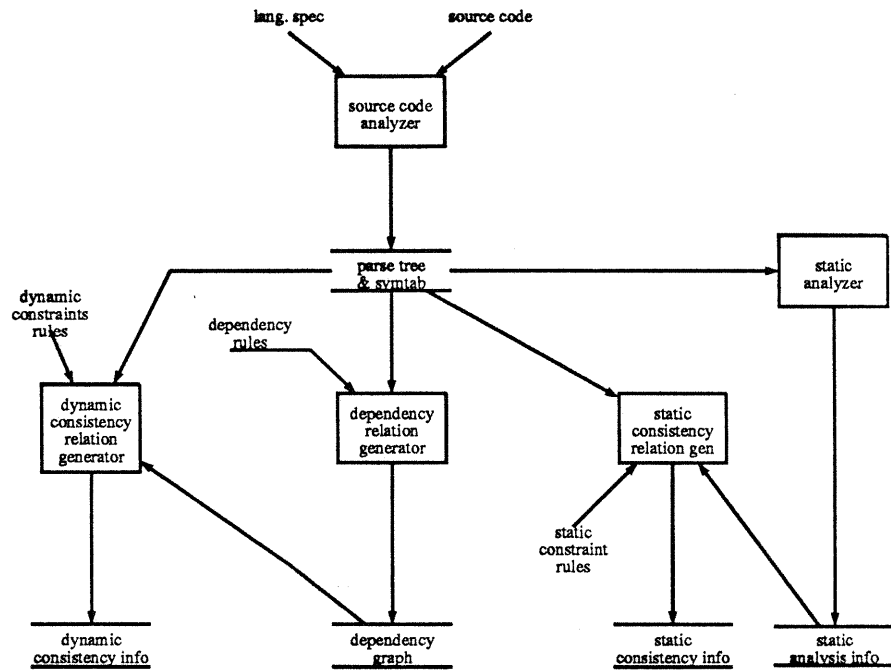 lang. spec
source code
source code
analyzer
parse tree
& symtab
static
analyzer
dynamic
constraints
rules
dependency
rules
dynamic
consistency
relation
generator
dependency
relation
generator
static
consistency
relation gen
static
constraint
rules
dynamic
consistency info
dependency
graph
static
consistency info
static
analysis info